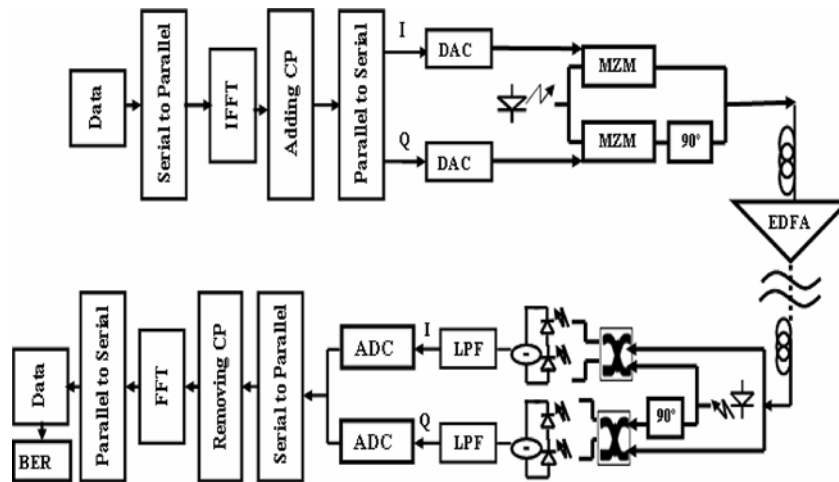 Data
Serial to Parallel
IFFT
Adding CP
Parallel to Serial
I
Q
DAC
DAC
MZM
MZM
90°
EDFA
90°
LPF
LPF
I
Q
ADC
ADC
Serial to Parallel
Removing CP
FFT
Parallel to Serial
Data
BER